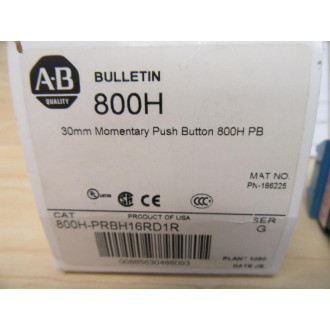 A-B
QUALITY
BULLETIN
800H
30mm Momentary Push Button 800H PB
MAT NO.
PN-186225
PRODUCT OF USA
CAT
SER
800H-PRBH16RD1R
G